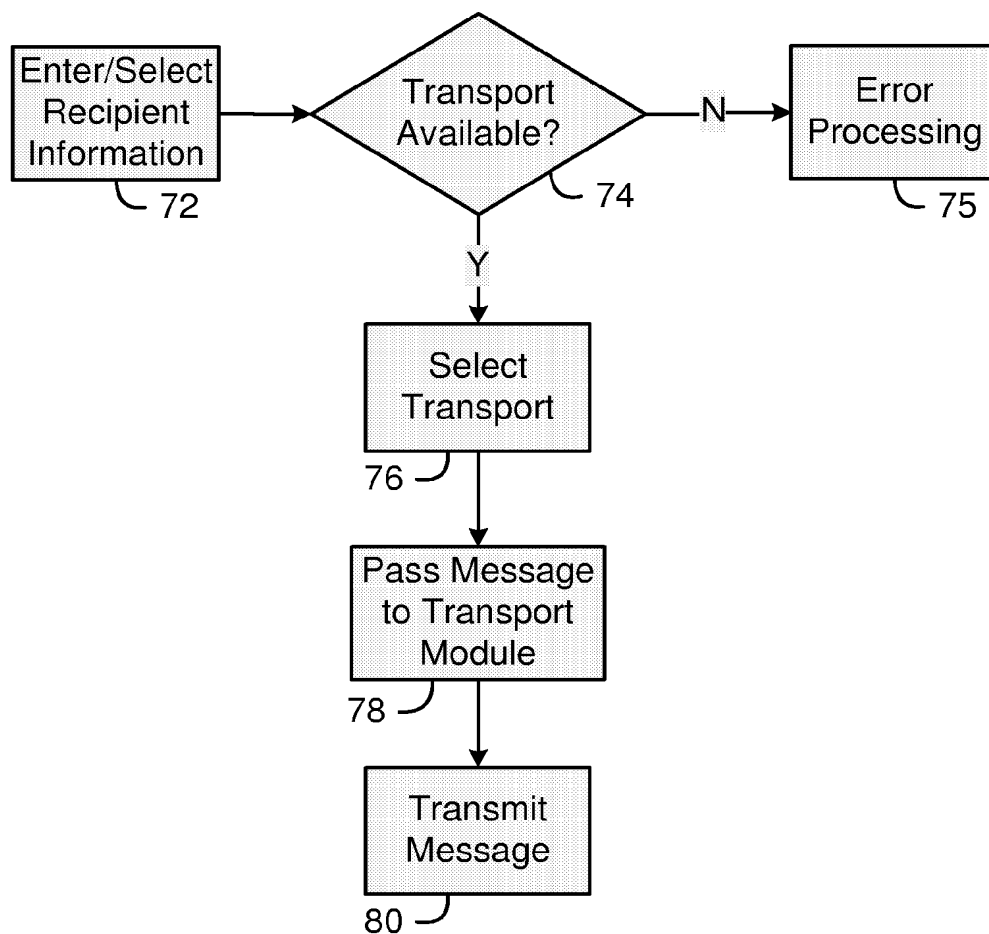 Enter/Select
Recipient
Information
72
Transport
Available?
74
N
Error
Processing
75
Y
Select
Transport
76
Pass Message
to Transport
Module
78
Transmit
Message
80